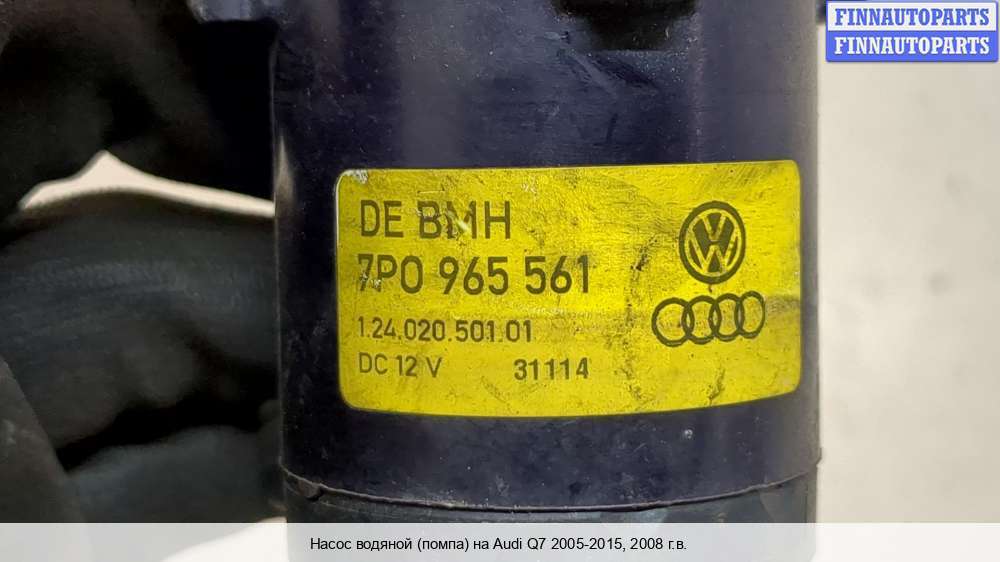 FINNAUTOPARTS
FINNAUTOPARTS
DE BMH
7P0 965 561
1.24.020.501.01
DC 12 V 31114
Насос водяной (помпа) на Audi Q7 2005-2015, 2008 г.в.